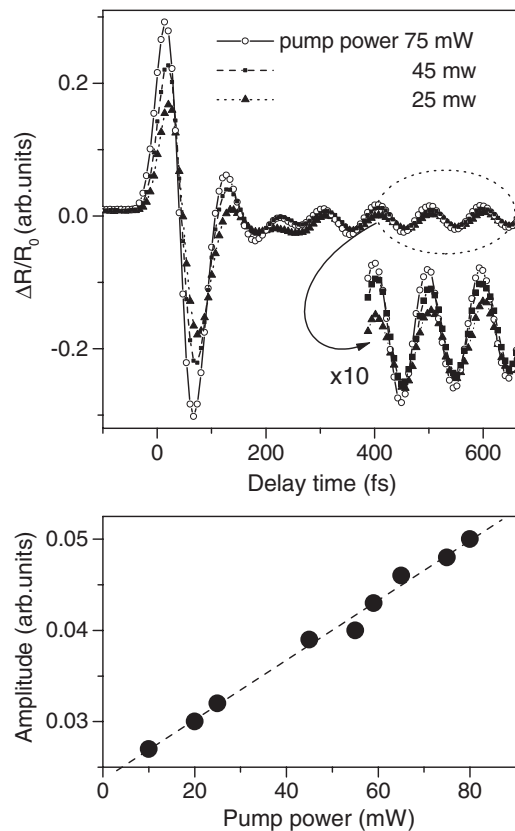 pump power 75 mW
45 mw
25 mw
0.2
0.0
-0.2
ΔR/R0 (arb.units)
x10
0 200 400 600
Delay time (fs)
0.05
0.04
0.03
Amplitude (arb.units)
0 20 40 60 80
Pump power (mW)